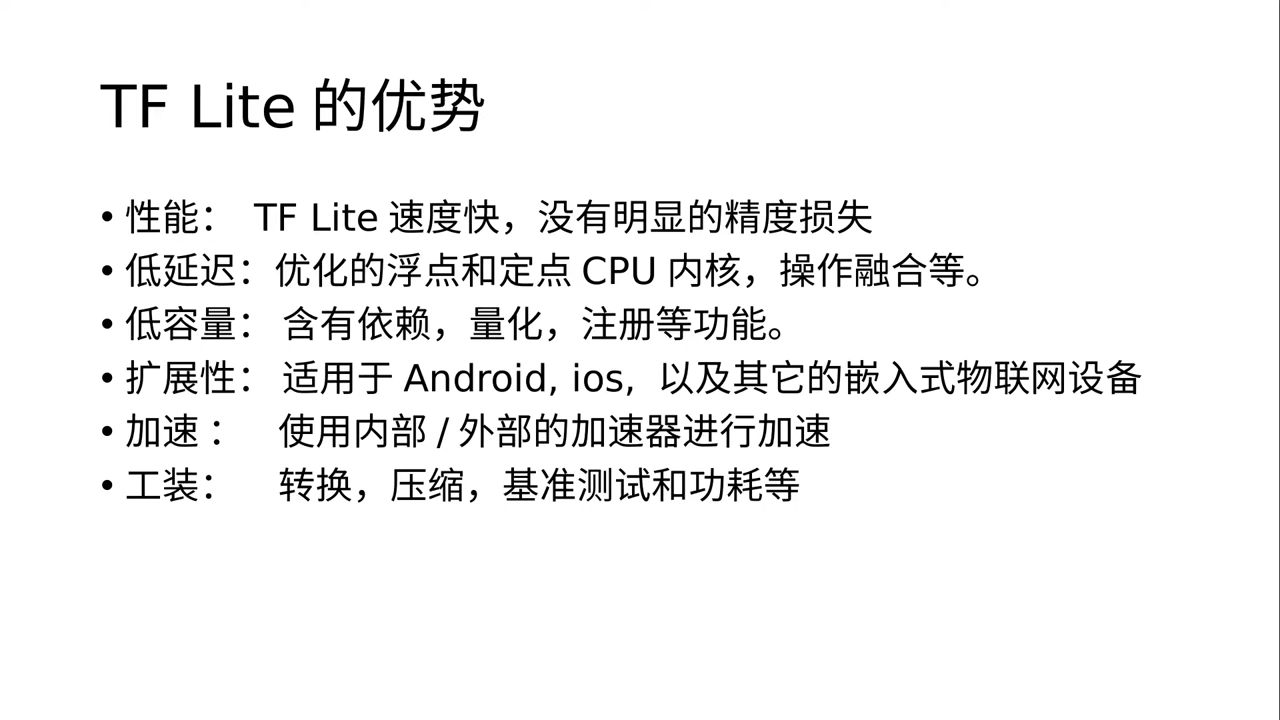 TF Lite 的优势
• 性能： TF Lite 速度快，没有明显的精度损失
• 低延迟：优化的浮点和定点 CPU 内核，操作融合等。
• 低容量： 含有依赖，量化，注册等功能。
• 扩展性： 适用于 Android, ios, 以及其它的嵌入式物联网设备
• 加速 ： 使用内部 / 外部的加速器进行加速
• 工装： 转换，压缩，基准测试和功耗等